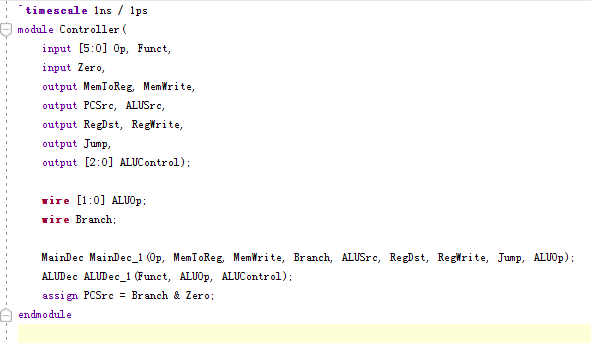 `timescale 1ns / 1ps
module Controller(
input [5:0] Op, Funct,
input Zero,
output MemToReg, MemWrite,
output PCSrc, ALUSrc,
output RegDst, RegWrite,
output Jump,
output [2:0] ALUControl);
wire [1:0] ALUOp;
wire Branch;
MainDec MainDec_1(Op, MemToReg, MemWrite, Branch, ALUSrc, RegDst, RegWrite, Jump, ALUOp);
ALUDec ALUDec_1(Funct, ALUOp, ALUControl);
assign PCSrc = Branch & Zero;
endmodule